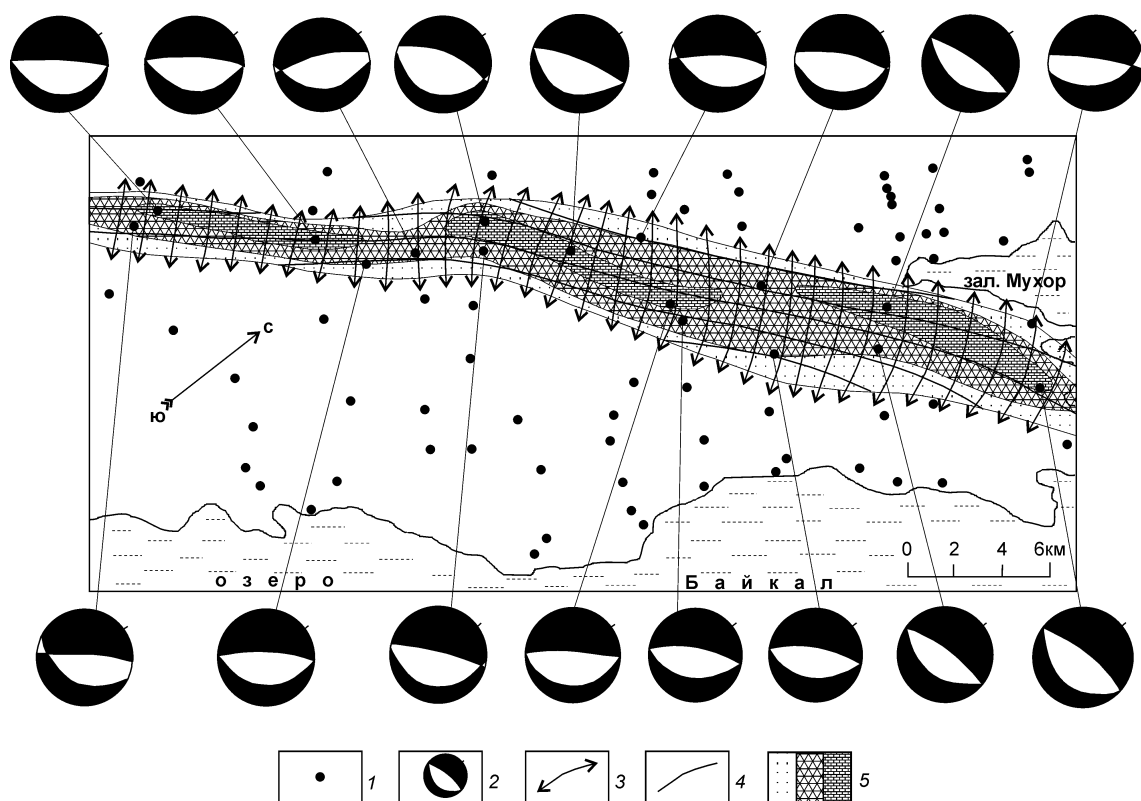 зал. Мухор
с
ю
0 2 4 6км
о з е р о
Б а й к а л
1 2 3 4 5